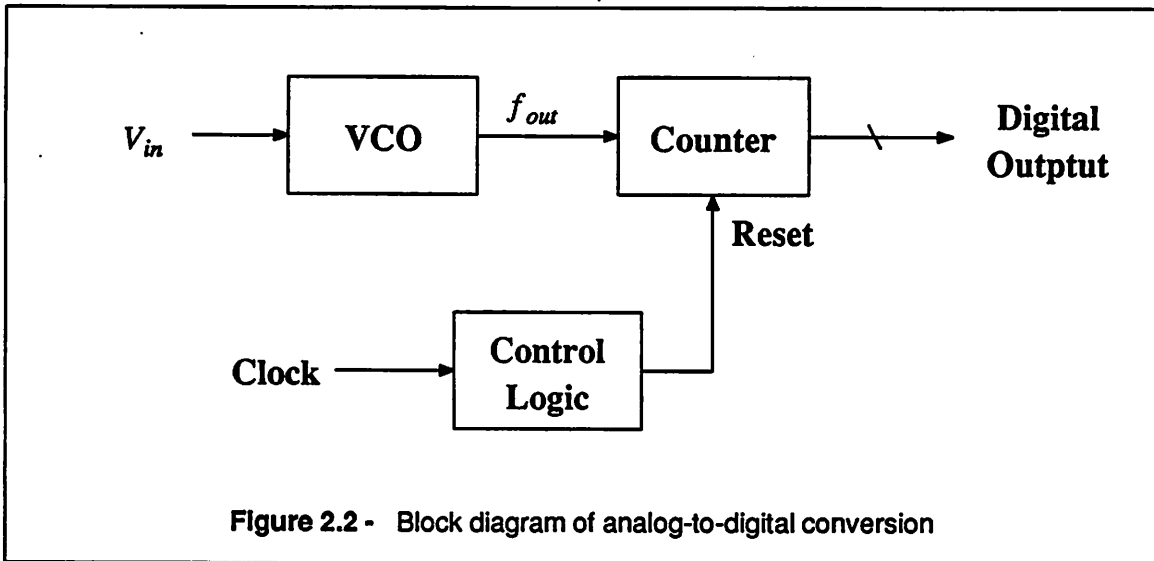 V_in
VCO
f_out
Counter
Digital
Outptut
Reset
Clock
Control
Logic
Figure 2.2 - Block diagram of analog-to-digital conversion